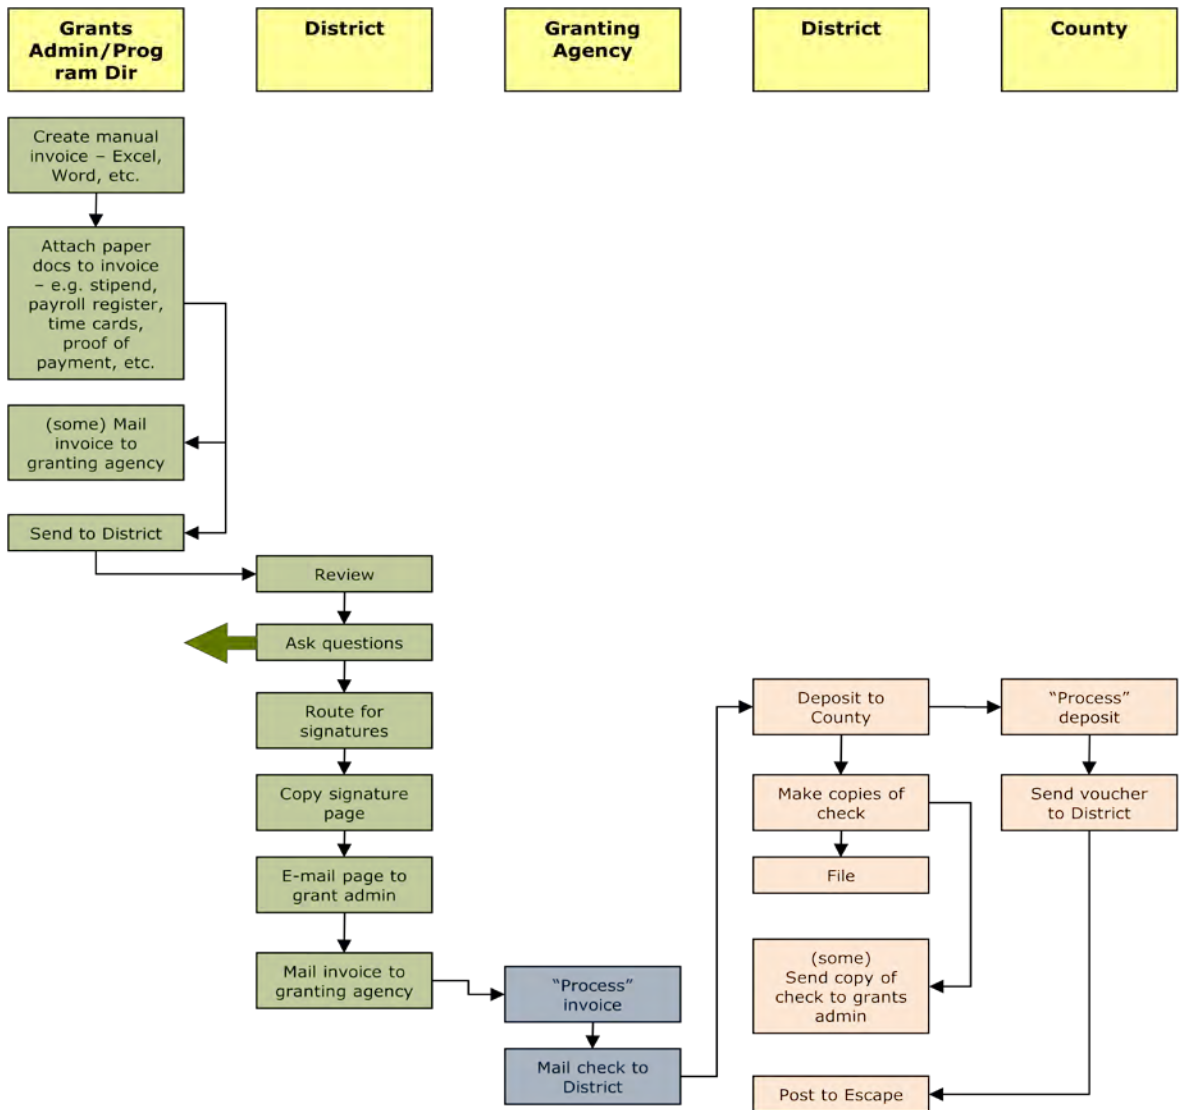 Grants
Admin/Prog
ram Dir
District
Granting
Agency
District
County
Create manual
invoice – Excel,
Word, etc.
Attach paper
docs to invoice
– e.g. stipend,
payroll register,
time cards,
proof of
payment, etc.
(some) Mail
invoice to
granting agency
Send to District
Review
Ask questions
Route for
signatures
Copy signature
page
E-mail page to
grant admin
Mail invoice to
granting agency
“Process”
invoice
Mail check to
District
Deposit to
County
Make copies of
check
File
(some)
Send copy of
check to grants
admin
Post to Escape
“Process”
deposit
Send voucher
to District